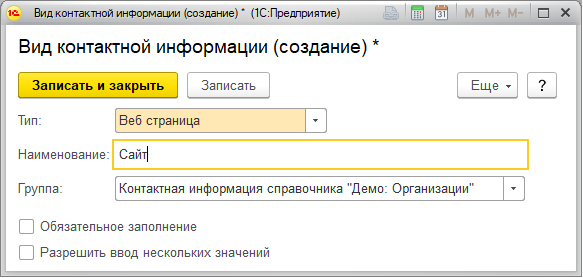 Вид контактной информации (создание) * (1С:Предприятие) M M+ M-
Вид контактной информации (создание) *
Записать и закрыть Записать Еще ?
Тип: Веб страница
Наименование: Сайт
Группа: Контактная информация справочника "Демо: Организации"
Обязательное заполнение
Разрешить ввод нескольких значений